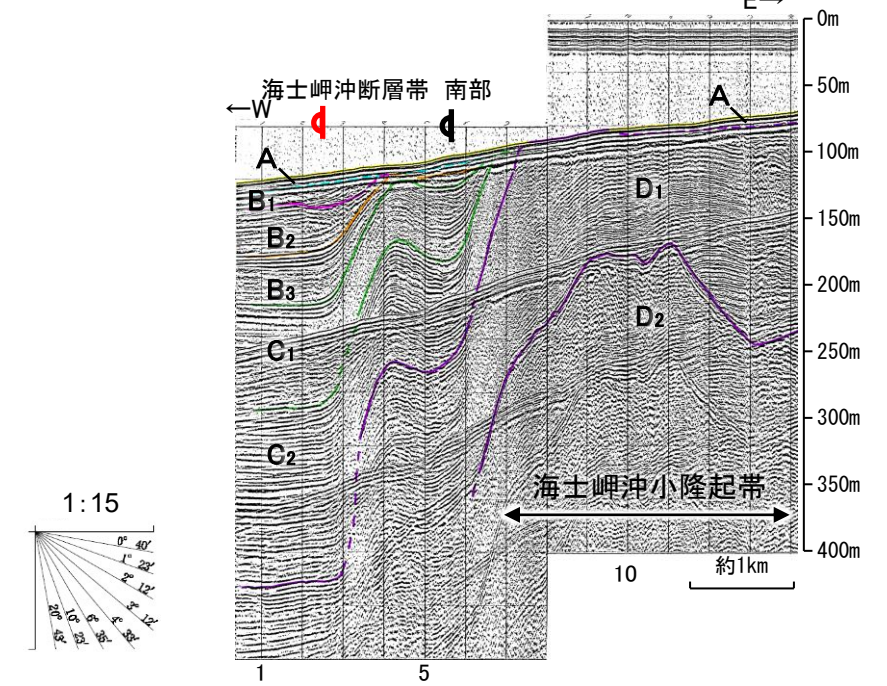 E→
0m
50m
100m
150m
200m
250m
300m
350m
400m
海士岬沖断層帯 南部
←W
A
A
B1
B2
B3
C1
C2
D1
D2
海士岬沖小隆起帯
約1km
1:15
0° 40′
1° 23′
2° 12′
3° 12′
4° 33′
6° 35′
10° 23′
20° 43′
1
5
10